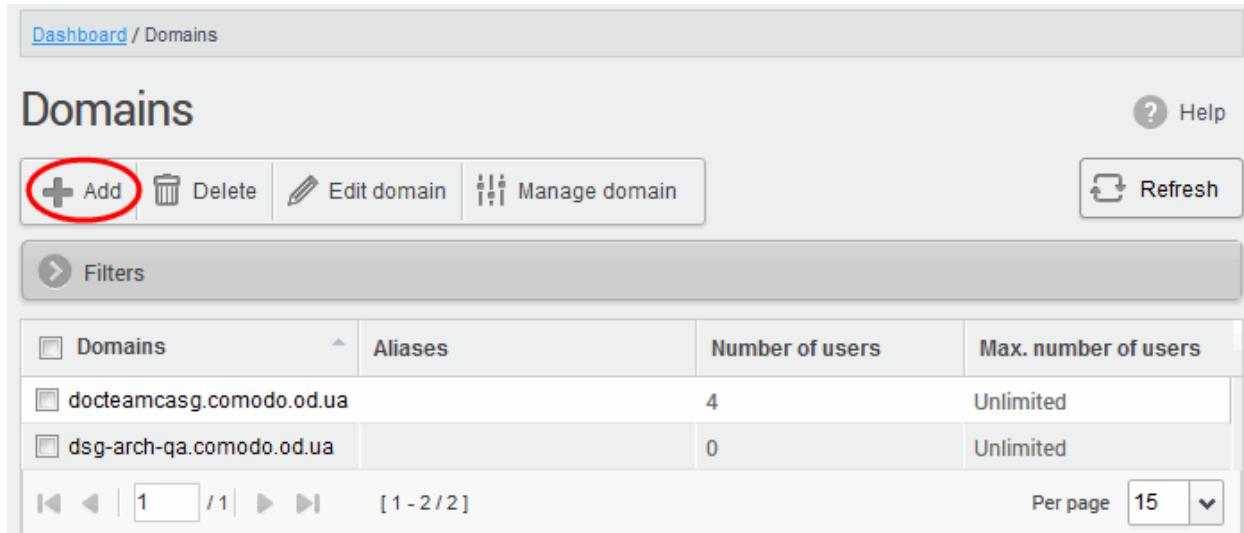 Dashboard / Domains
Domains
Help
Add Delete Edit domain Manage domain Refresh
Filters
Domains Aliases Number of users Max. number of users
docteamcasg.comodo.od.ua 4 Unlimited
dsg-arch-qa.comodo.od.ua 0 Unlimited
1 / 1 [ 1 - 2 / 2 ] Per page 15